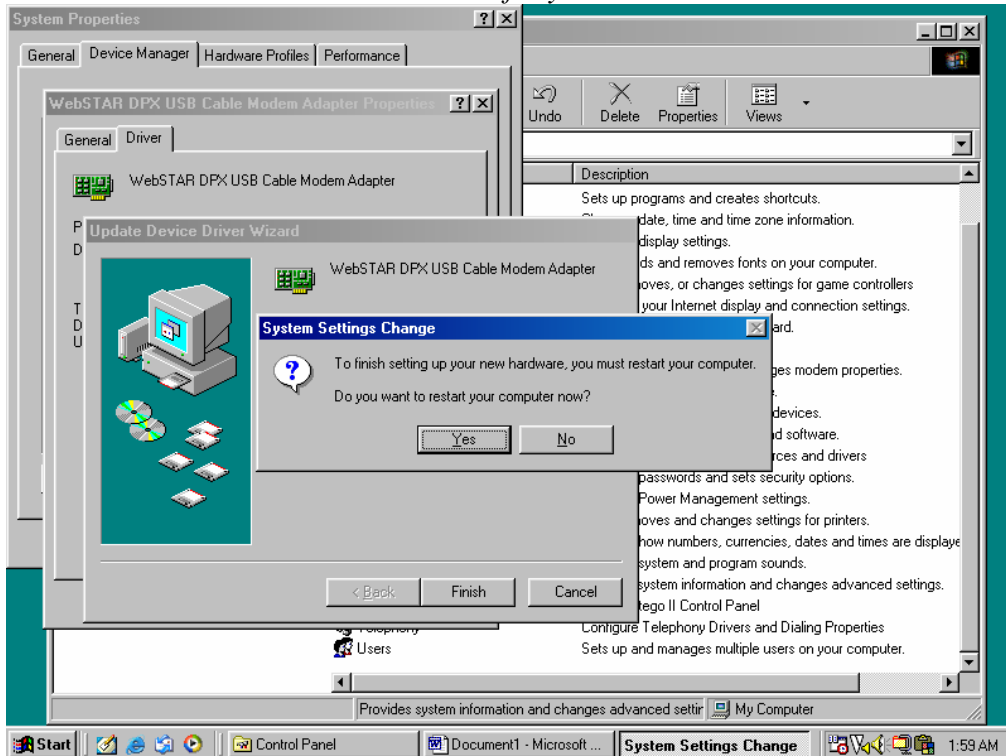 System Properties
General Device Manager Hardware Profiles Performance
WebSTAR DPX USB Cable Modem Adapter Properties
Undo Delete Properties Views
General Driver
WebSTAR DPX USB Cable Modem Adapter
Description
Sets up programs and creates shortcuts.
date, time and time zone information.
display settings.
ds and removes fonts on your computer.
oves, or changes settings for game controllers
your Internet display and connection settings.
ard.
ges modem properties.
devices.
d software.
rces and drivers
passwords and sets security options.
Power Management settings.
oves and changes settings for printers.
how numbers, currencies, dates and times are displaye
system and program sounds.
system information and changes advanced settings.
tego II Control Panel
Telephony Configure Telephony Drivers and Dialing Properties
Users Sets up and manages multiple users on your computer.
P
D
T
D
U
Update Device Driver Wizard
WebSTAR DPX USB Cable Modem Adapter
System Settings Change
To finish setting up your new hardware, you must restart your computer.
Do you want to restart your computer now?
Yes No
< Back Finish Cancel
Provides system information and changes advanced settir My Computer
Start Control Panel Document1 - Microsoft ... System Settings Change 1:59 AM